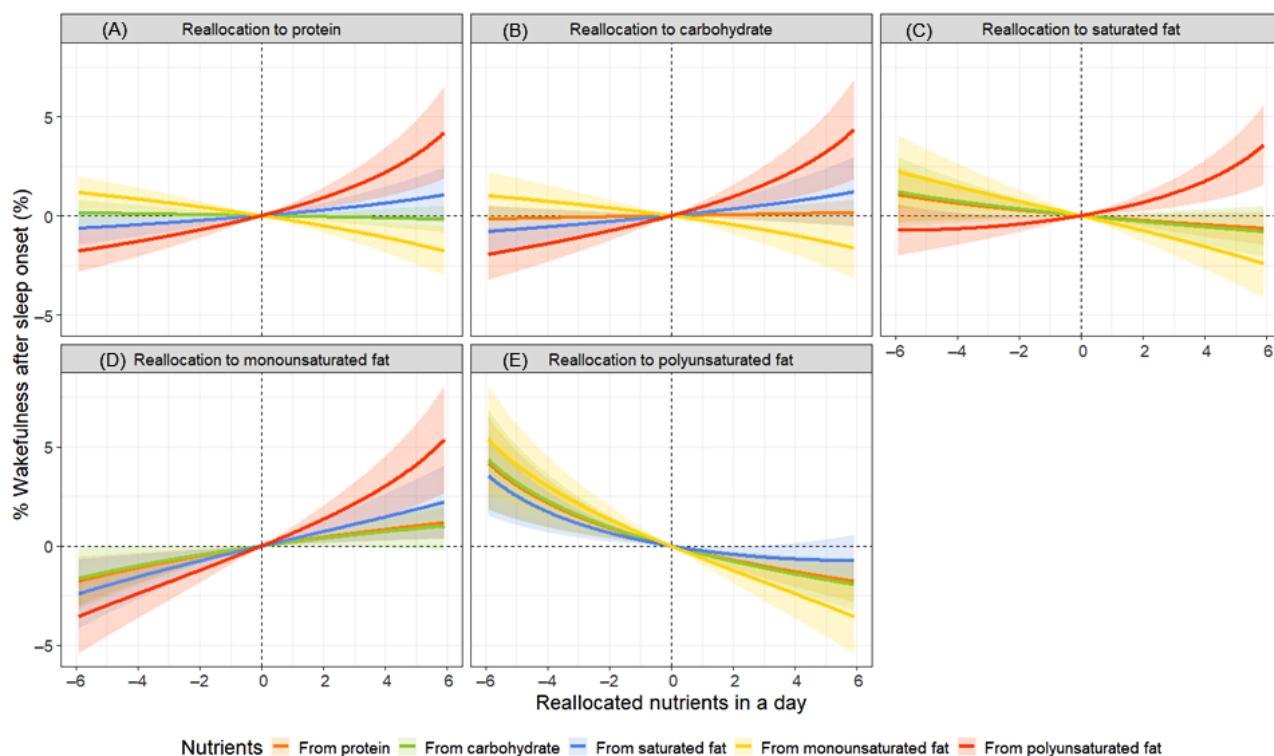 (A) Reallocation to protein
(B) Reallocation to carbohydrate
(C) Reallocation to saturated fat
% Wakefulness after sleep onset (%)
5
0
–5
–6 –4 –2 0 2 4 6
(D) Reallocation to monounsaturated fat
(E) Reallocation to polyunsaturated fat
5
0
–5
–6 –4 –2 0 2 4 6
–6 –4 –2 0 2 4 6
Reallocated nutrients in a day
Nutrients From protein From carbohydrate From saturated fat From monounsaturated fat From polyunsaturated fat